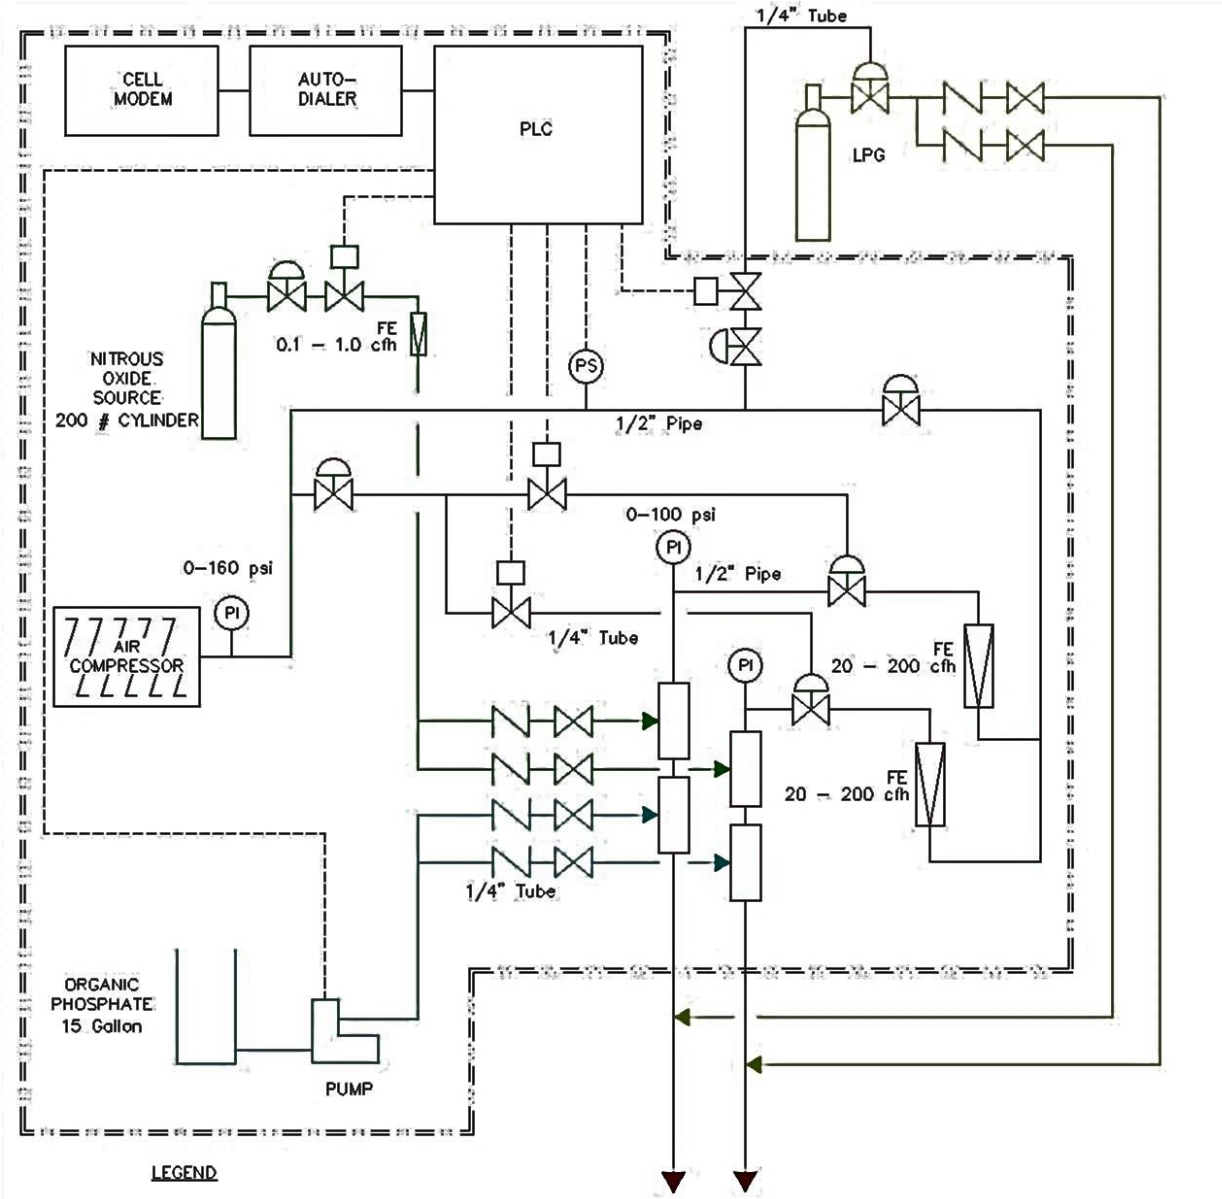 1/4" Tube
CELL
MODEM
AUTO-
DIALER
PLC
LPG
FE
0.1 - 1.0 cfh
NITROUS
OXIDE
SOURCE
200 # CYLINDER
PS
1/2" Pipe
0-100 psi
PI
1/2" Pipe
0-160 psi
PI
AIR
COMPRESSOR
1/4" Tube
PI
FE
20 - 200 cfh
FE
20 - 200 cfh
1/4" Tube
ORGANIC
PHOSPHATE
15 Gallon
PUMP
LEGEND